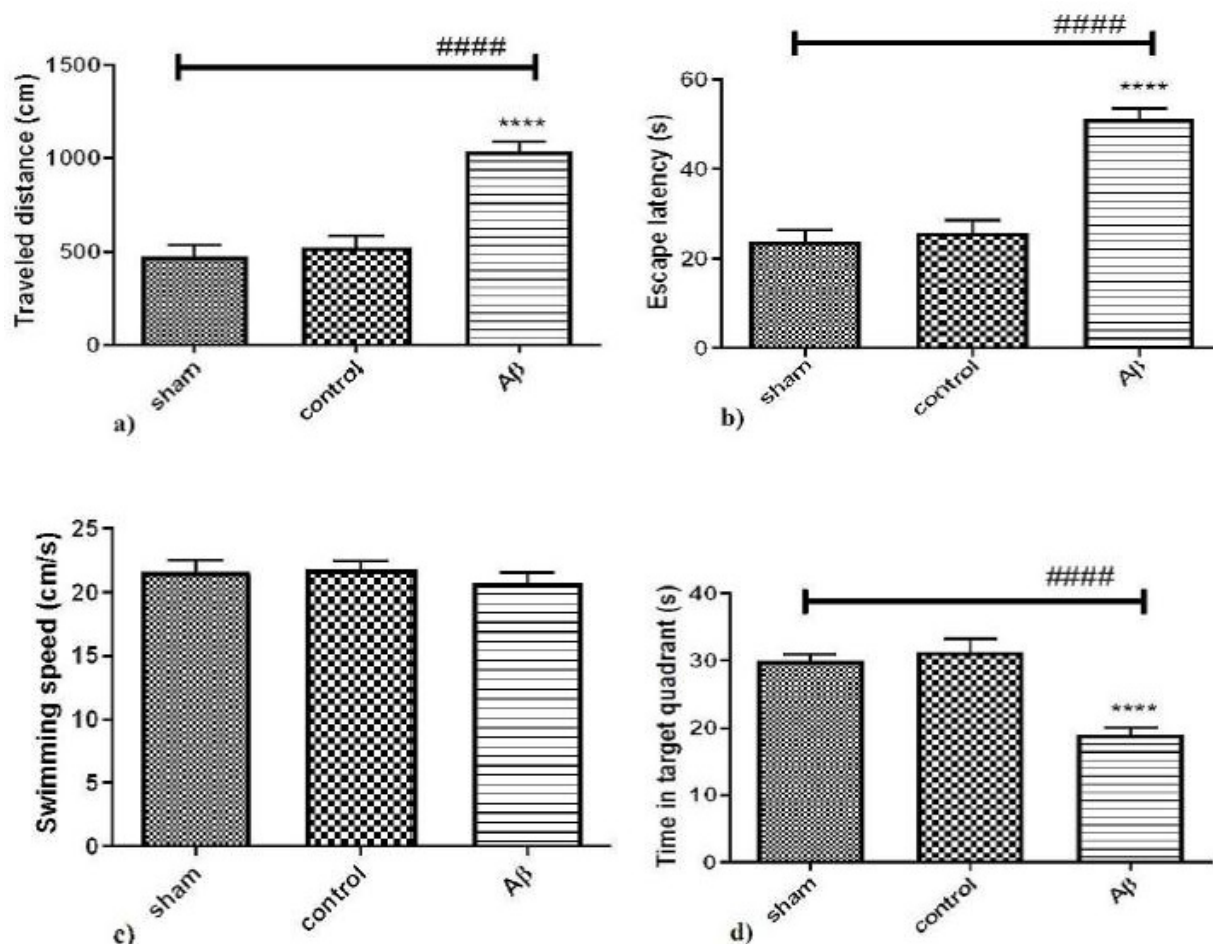 ####
Traveled distance (cm)
1500
1000
500
0
****
sham
control
Aβ
a)
####
Escape latency (s)
60
40
20
0
****
sham
control
Aβ
b)
Swimming speed (cm/s)
25
20
15
10
5
0
sham
control
Aβ
c)
####
Time in target quadrant (s)
40
30
20
10
0
****
sham
control
Aβ
d)